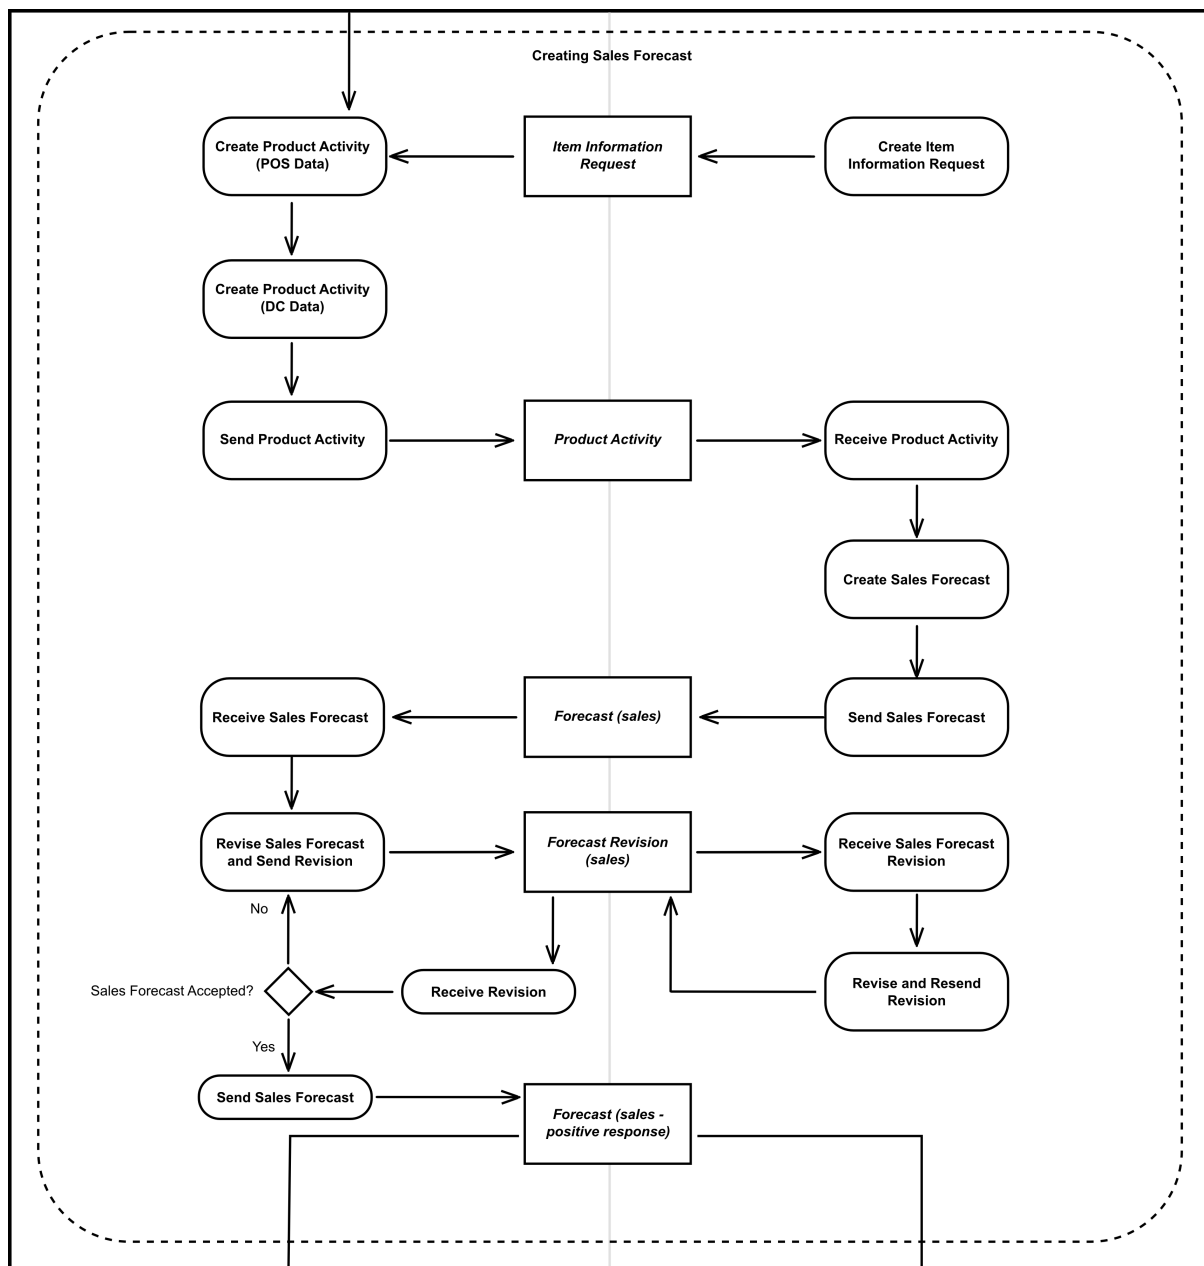 Creating Sales Forecast
Create Product Activity
(POS Data)
Item Information
Request
Create Item
Information Request
Create Product Activity
(DC Data)
Send Product Activity
Product Activity
Receive Product Activity
Create Sales Forecast
Receive Sales Forecast
Forecast (sales)
Send Sales Forecast
Revise Sales Forecast
and Send Revision
Forecast Revision
(sales)
Receive Sales Forecast
Revision
No
Sales Forecast Accepted?
Receive Revision
Revise and Resend
Revision
Yes
Send Sales Forecast
Forecast (sales -
positive response)